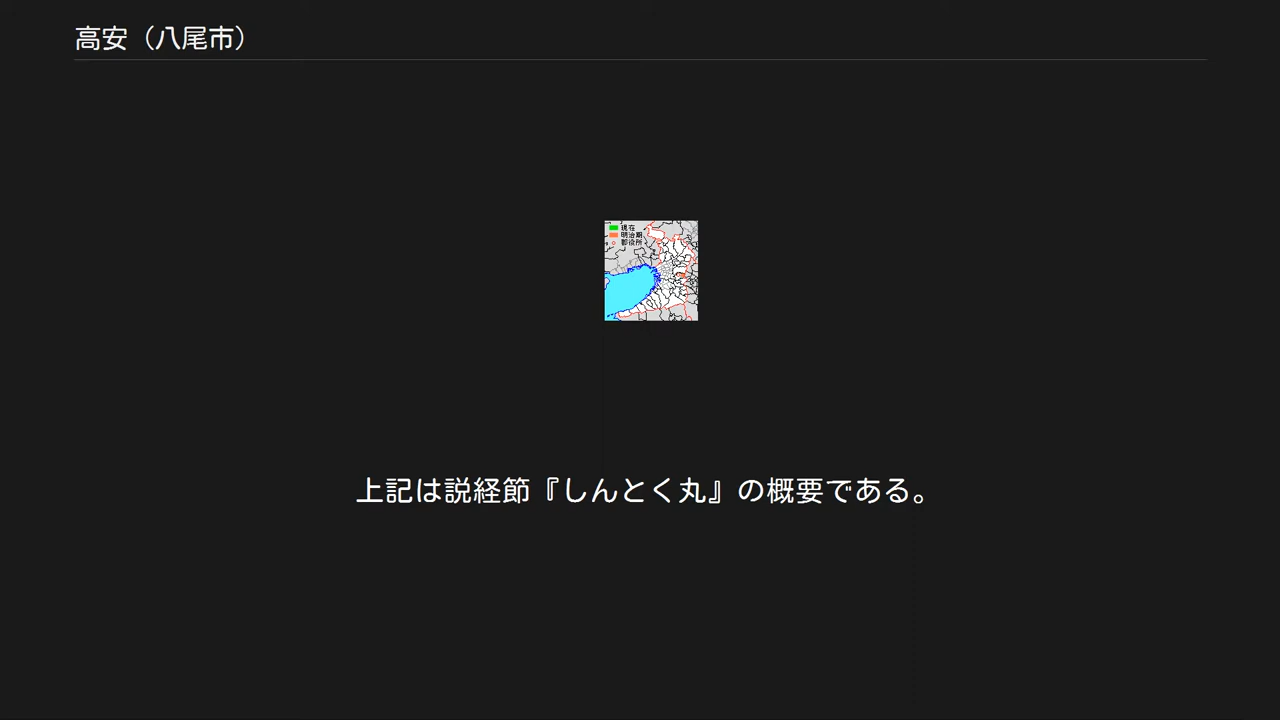 高安（八尾市）
現在
明治期
郡役所
上記は説経節『しんとく丸』の概要である。